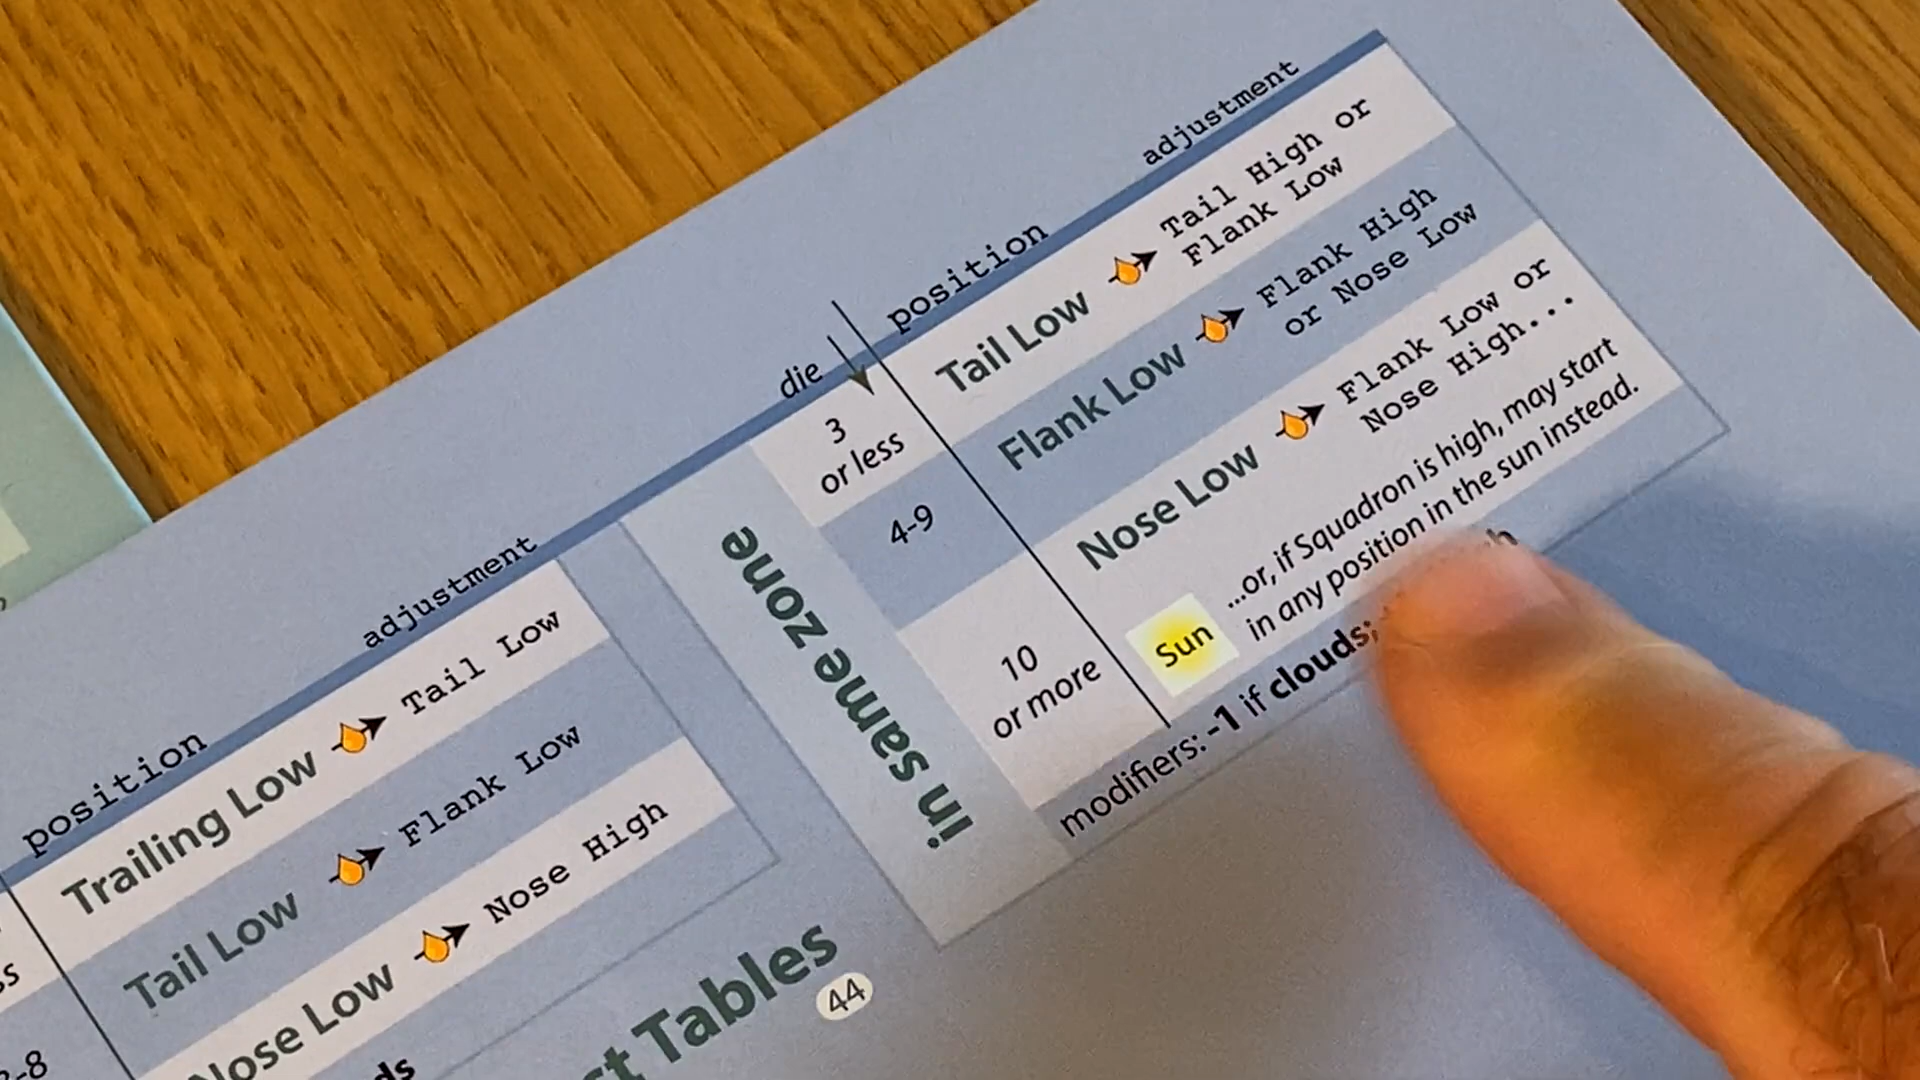 position
adjustment
Trailing Low
Tail Low
Tail Low
Flank Low
Nose Low
Nose High
Tables
44
in same zone
die
position
adjustment
3
or less
Tail Low
Tail High or
Flank Low
4-9
Flank Low
Flank High
or Nose Low
10
or more
Nose Low
Flank Low or
Nose High...
Sun
...or, if Squadron is high, may start
in any position in the sun instead.
modifiers: -1 if clouds;